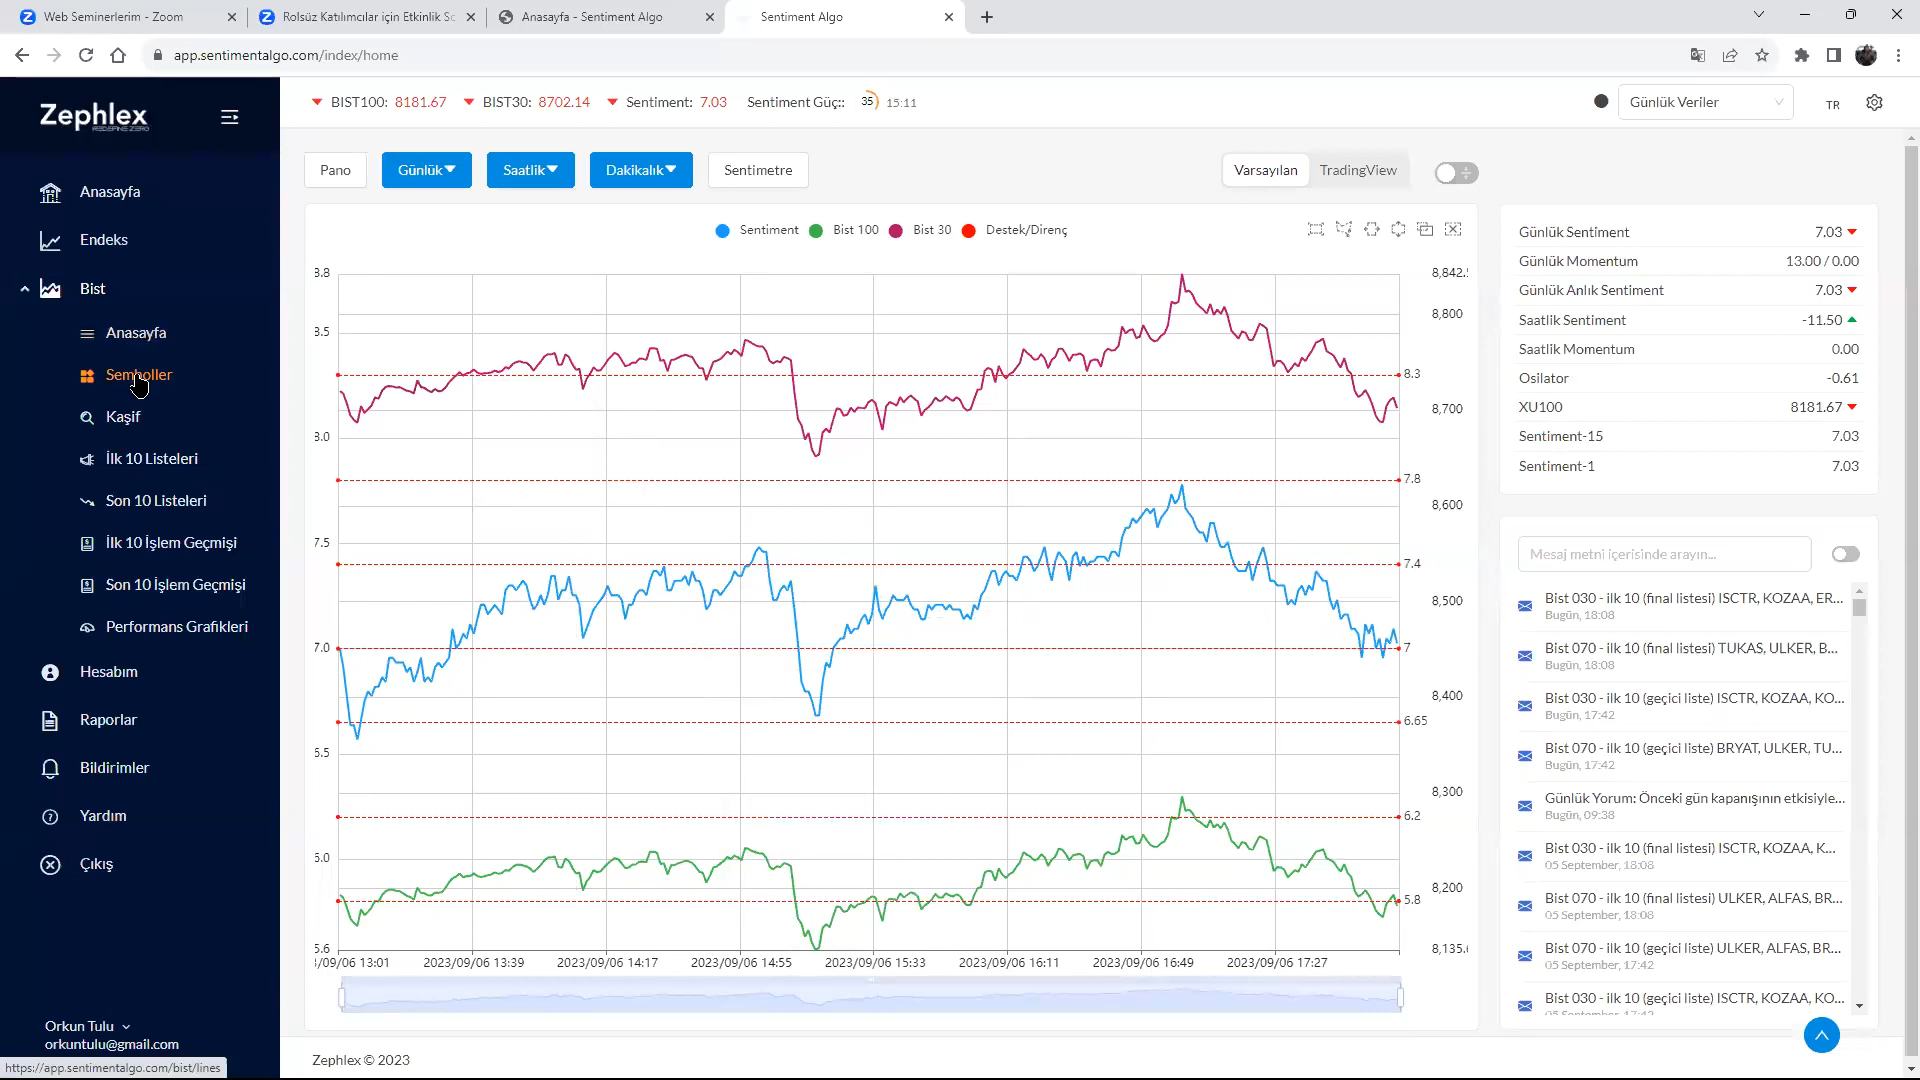 Web Seminerlerim - Zoom
Rolsüz Katılımcılar için Etkinlik Sc
Anasayfa - Sentiment Algo
Sentiment Algo
app.sentimentalgo.com/index/home
Zephlex
BIST100: 8181.67 BIST30: 8702.14 Sentiment: 7.03 Sentiment Güç:: 35 15:11
Günlük Veriler
TR
Anasayfa
Endeks
Bist
Anasayfa
Semboller
Kaşif
İlk 10 Listeleri
Son 10 Listeleri
İlk 10 İşlem Geçmişi
Son 10 İşlem Geçmişi
Performans Grafikleri
Hesabım
Raporlar
Bildirimler
Yardım
Çıkış
Orkun Tulu
orkuntulu@gmail.com
https://app.sentimentalgo.com/bist/lines
Pano
Günlük
Saatlik
Dakikalık
Sentimetre
Varsayılan
TradingView
Sentiment
Bist 100
Bist 30
Destek/Direnç
8.8
8.5
8.0
7.5
7.0
6.5
6.0
5.6
8.3
7.8
7.4
7
6.65
6.2
5.8
8,842.
8,800
8,700
8,600
8,500
8,400
8,300
8,200
8,135.
/09/06 13:01
2023/09/06 13:39
2023/09/06 14:17
2023/09/06 14:55
2023/09/06 15:33
2023/09/06 16:11
2023/09/06 16:49
2023/09/06 17:27
Zephlex © 2023
Günlük Sentiment 7.03
Günlük Momentum 13.00 / 0.00
Günlük Anlık Sentiment 7.03
Saatlik Sentiment -11.50
Saatlik Momentum 0.00
Osilator -0.61
XU100 8181.67
Sentiment-15 7.03
Sentiment-1 7.03
Mesaj metni içerisinde arayın...
Bist 030 - ilk 10 (final listesi) ISCTR, KOZAA, ER...
Bugün, 18:08
Bist 070 - ilk 10 (final listesi) TUKAS, ULKER, B...
Bugün, 18:08
Bist 030 - ilk 10 (geçici liste) ISCTR, KOZAA, KO...
Bugün, 17:42
Bist 070 - ilk 10 (geçici liste) BRYAT, ULKER, TU...
Bugün, 17:42
Günlük Yorum: Önceki gün kapanışının etkisiyle...
Bugün, 09:38
Bist 030 - ilk 10 (final listesi) ISCTR, KOZAA, K...
05 September, 18:08
Bist 070 - ilk 10 (final listesi) ULKER, ALFAS, BR...
05 September, 18:08
Bist 070 - ilk 10 (geçici liste) ULKER, ALFAS, BR...
05 September, 17:42
Bist 030 - ilk 10 (geçici liste) ISCTR, KOZAA, KO...
05 September, 17:42